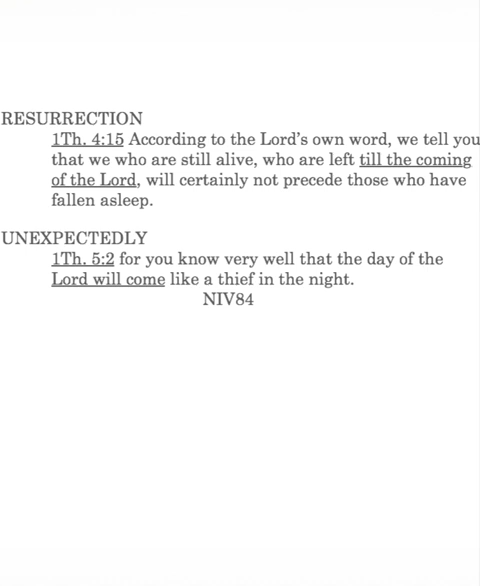 RESURRECTION
1Th. 4:15 According to the Lord’s own word, we tell you
that we who are still alive, who are left till the coming
of the Lord, will certainly not precede those who have
fallen asleep.
UNEXPECTEDLY
1Th. 5:2 for you know very well that the day of the
Lord will come like a thief in the night.
NIV84